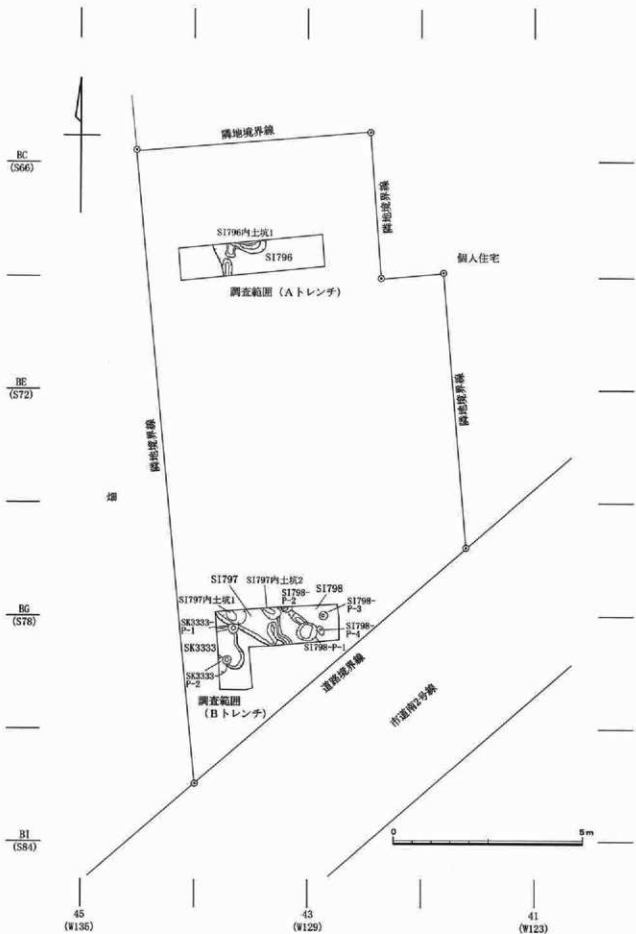 隣地境界線
BC
(S66)
隣地境界線
SI796内土坑1
SI796
個人住宅
調査範囲（Aトレンチ）
BE
(S72)
隣地境界線
隣地境界線
畑
SI797
SI797内土坑2
SI798-
P-2
SI798
SI797内土坑1
SI798-
P-3
BG
(S78)
SK3333-
P-1
SI798-
P-4
SK3333
SI798-P-1
SK3333
P-2
道路境界線
調査範囲
（Bトレンチ）
市道南2号線
BI
(S84)
0
5m
45
(W135)
43
(W129)
41
(W123)